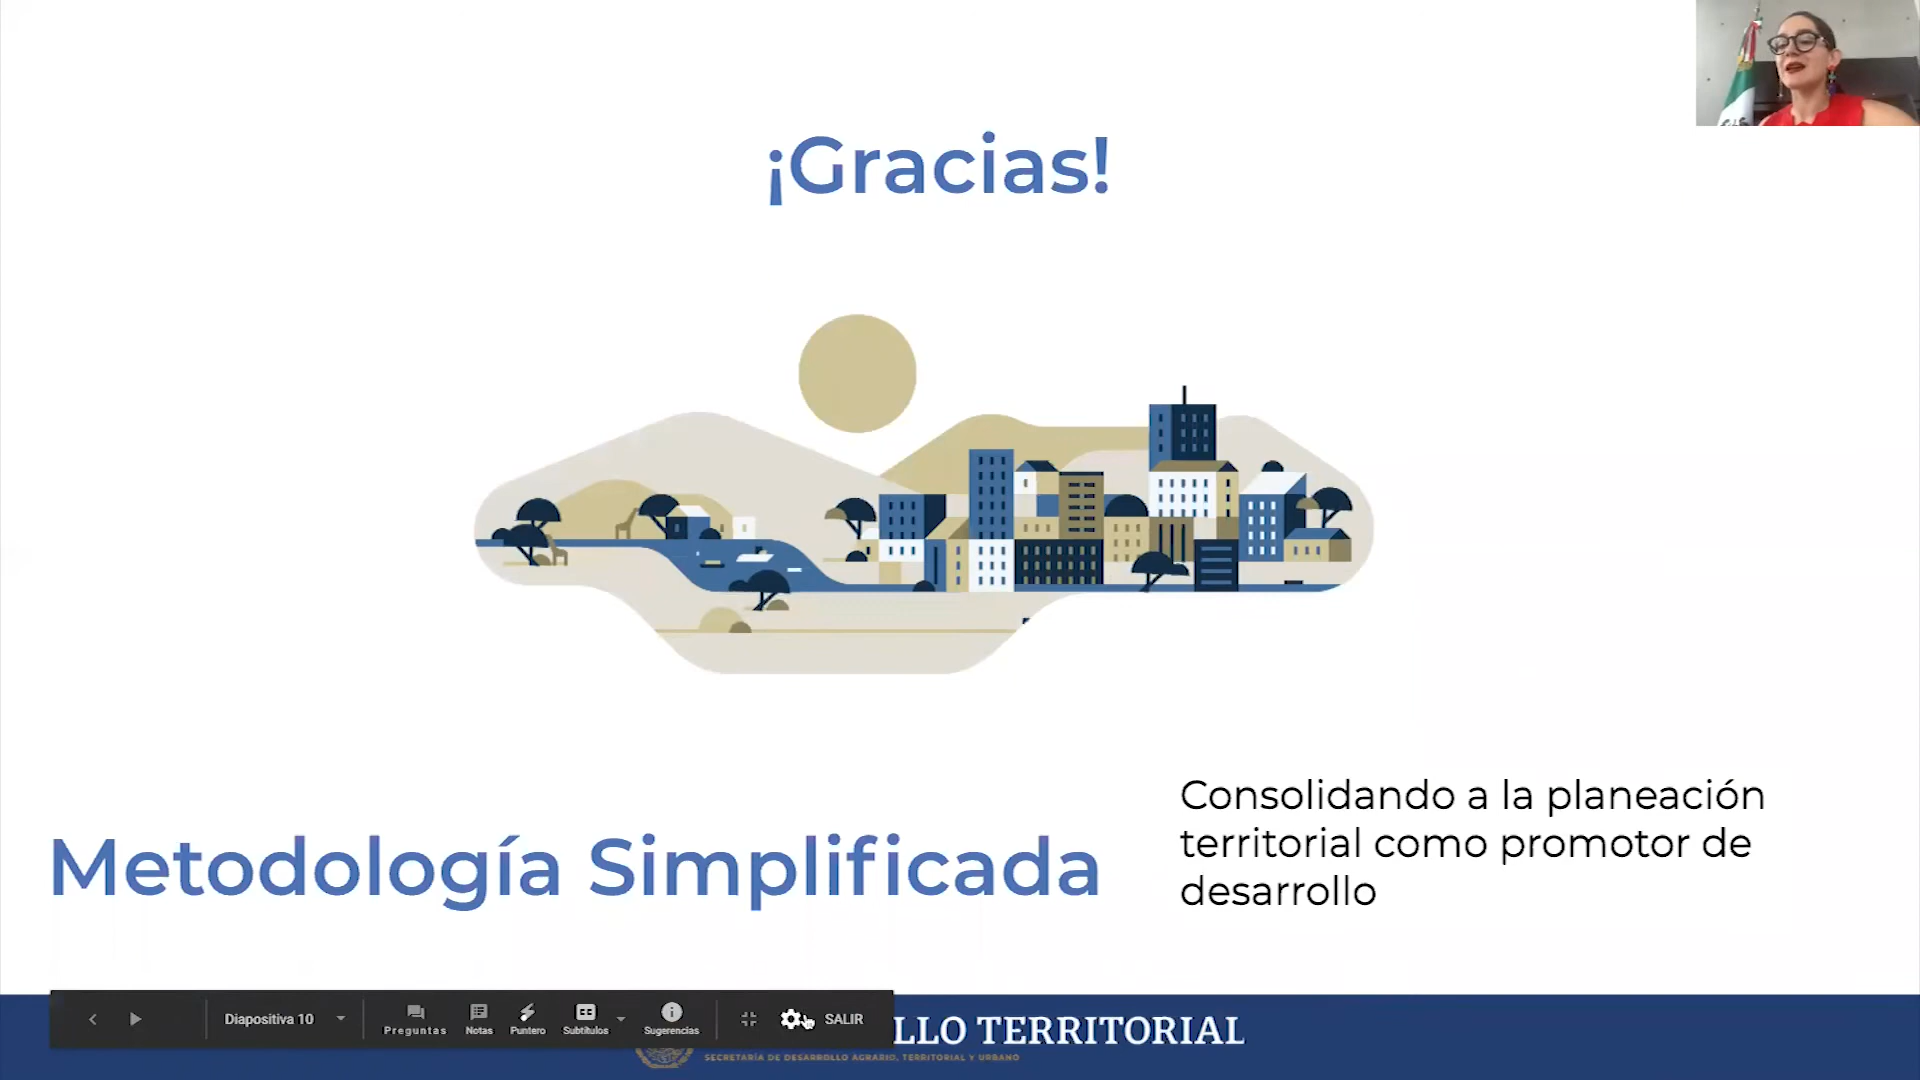 ¡Gracias!
Consolidando a la planeación
territorial como promotor de
desarrollo
Metodología Simplificada
Diapositiva 10
Preguntas
Notas
Puntero
Subtítulos
Sugerencias
SALIR
LLO TERRITORIAL
SECRETARÍA DE DESARROLLO AGRARIO, TERRITORIAL Y URBANO